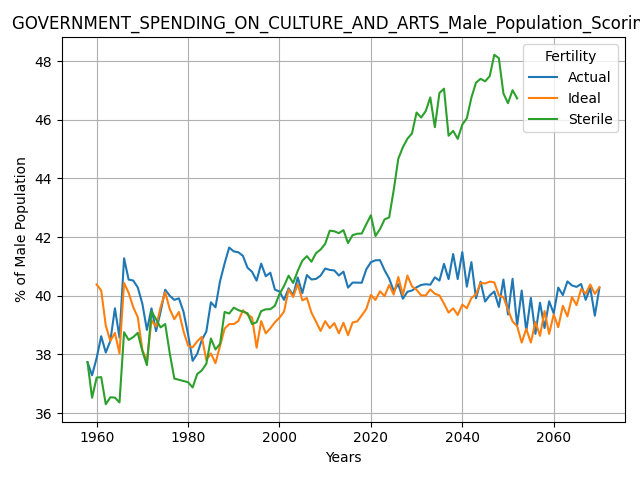 GOVERNMENT_SPENDING_ON_CULTURE_AND_ARTS_Male_Population_Scorin
Fertility
Actual
Ideal
Sterile
% of Male Population
48
46
44
42
40
38
36
1960 1980 2000 2020 2040 2060
Years